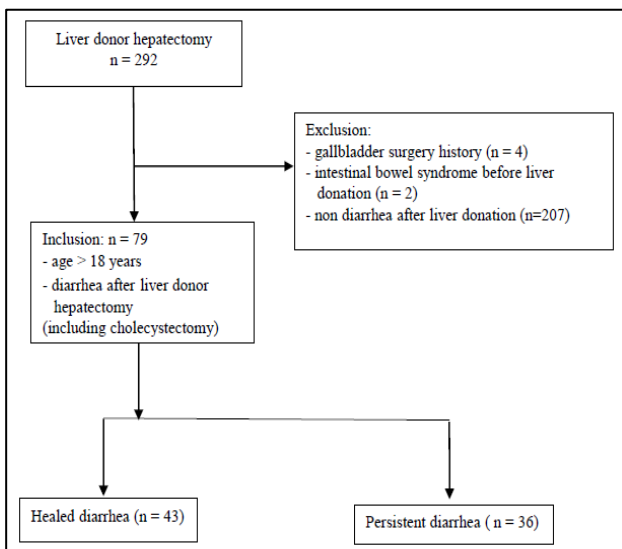 Liver donor hepatectomy
n = 292
Exclusion:
- gallbladder surgery history (n = 4)
- intestinal bowel syndrome before liver
donation (n = 2)
- non diarrhea after liver donation (n=207)
Inclusion: n = 79
- age > 18 years
- diarrhea after liver donor
hepatectomy
(including cholecystectomy)
Healed diarrhea (n = 43)
Persistent diarrhea ( n = 36)